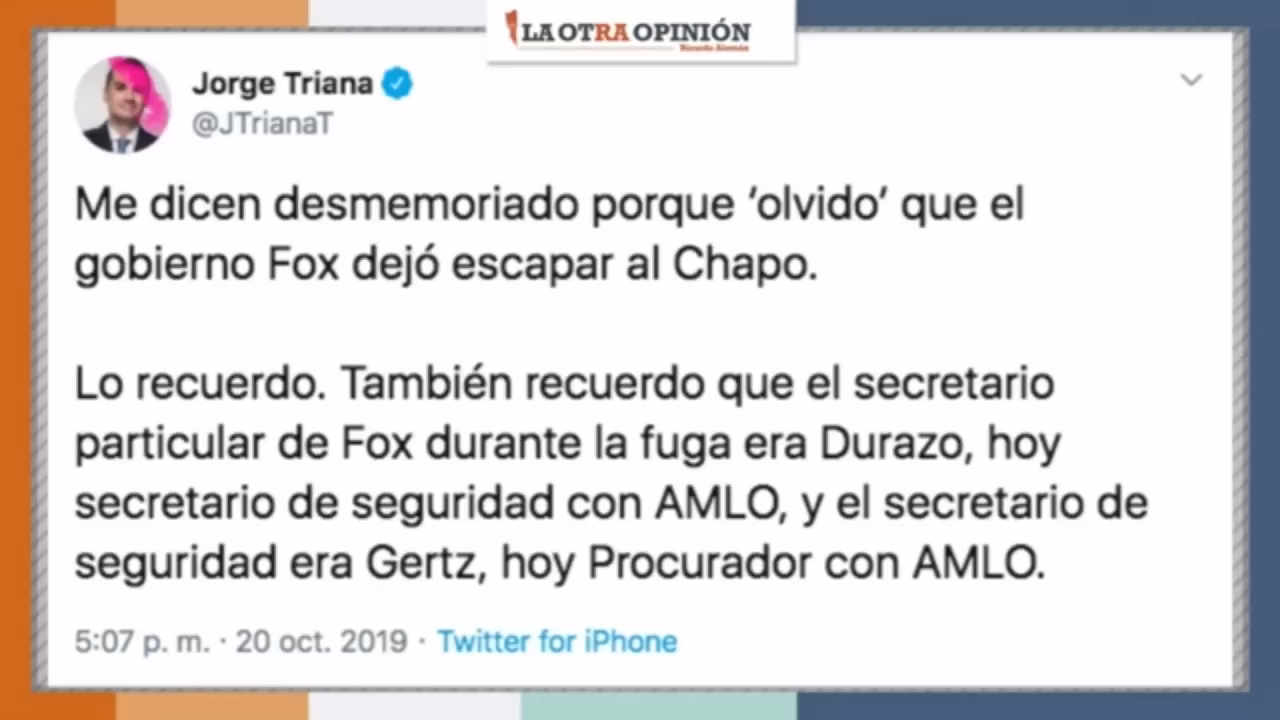 LA OTRA OPINIÓN
Ricardo Alemán
Jorge Triana
@JTrianaT
Me dicen desmemoriado porque ‘olvido’ que el
gobierno Fox dejó escapar al Chapo.
Lo recuerdo. También recuerdo que el secretario
particular de Fox durante la fuga era Durazo, hoy
secretario de seguridad con AMLO, y el secretario de
seguridad era Gertz, hoy Procurador con AMLO.
5:07 p. m. · 20 oct. 2019 · Twitter for iPhone